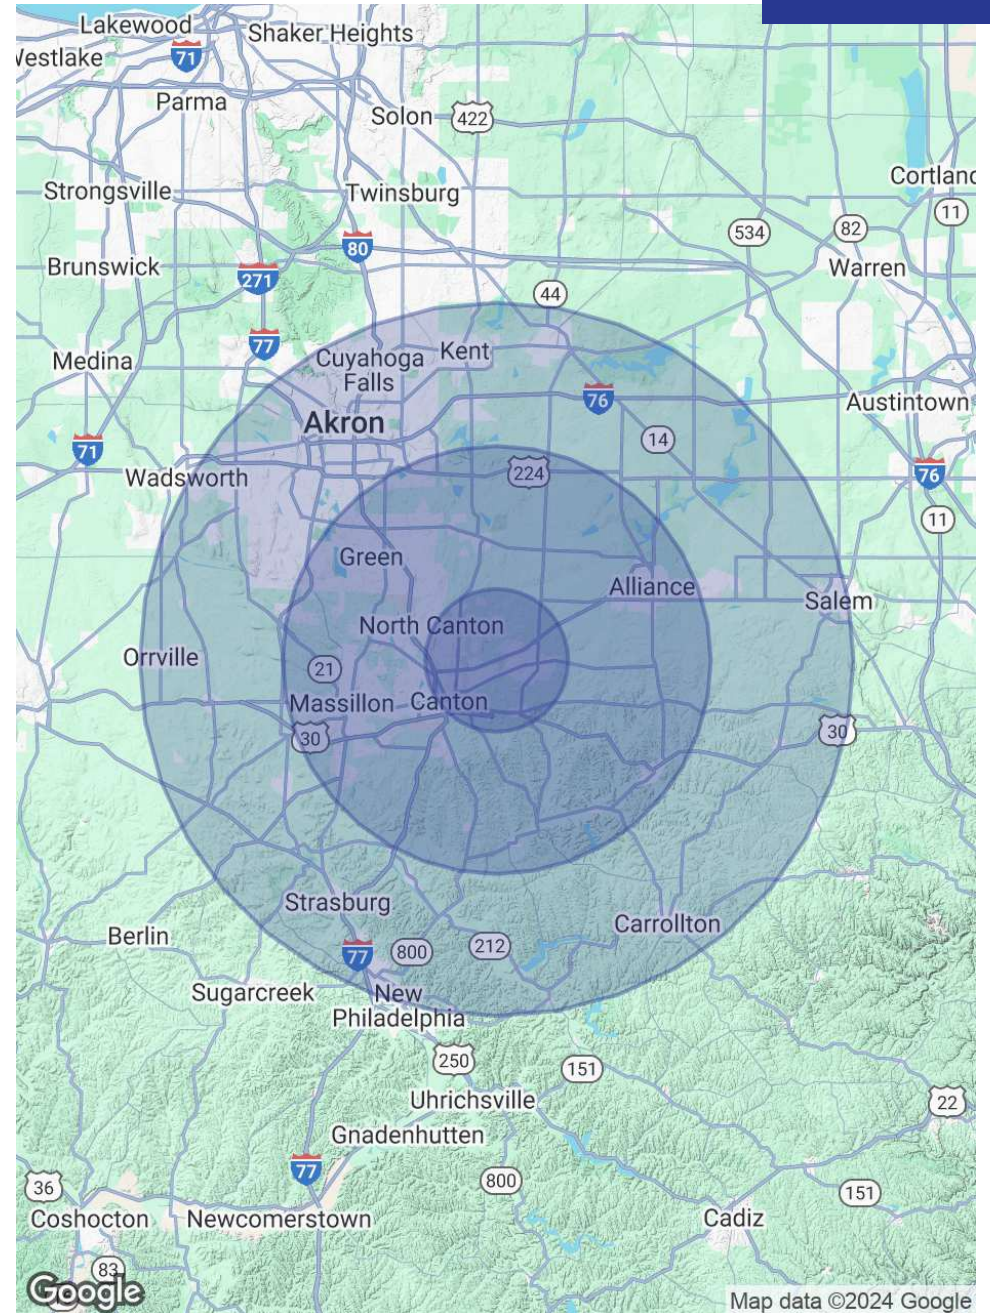 Lakewood
Shaker Heights
Westlake
71
Parma
Solon
422
Strongsville
Twinsburg
Cortland
11
534
82
80
Brunswick
271
Warren
44
77
Medina
Cuyahoga
Falls
Kent
76
Austintown
Akron
14
71
Wadsworth
224
76
11
Green
Alliance
Salem
North Canton
Orrville
21
Massillon
Canton
30
30
Strasburg
Carrollton
Berlin
77
800
212
Sugarcreek
New
Philadelphia
250
151
Uhrichsville
22
Gnadenhutten
77
800
36
151
Coshocton
Newcomerstown
Cadiz
83
Google
Map data ©2024 Google